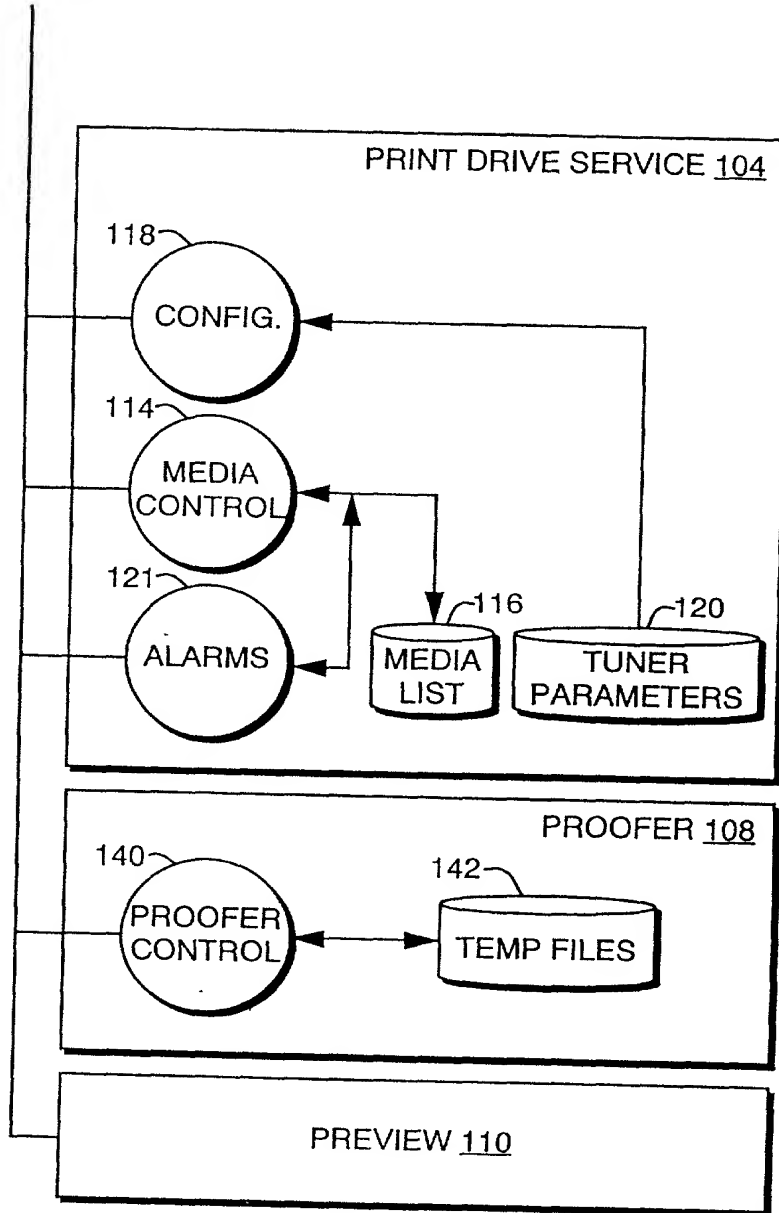 PRINT DRIVE SERVICE 104
118
CONFIG.
114
MEDIA
CONTROL
121
ALARMS
116
MEDIA
LIST
120
TUNER
PARAMETERS
PROOFER 108
140
PROOFER
CONTROL
142
TEMP FILES
PREVIEW 110